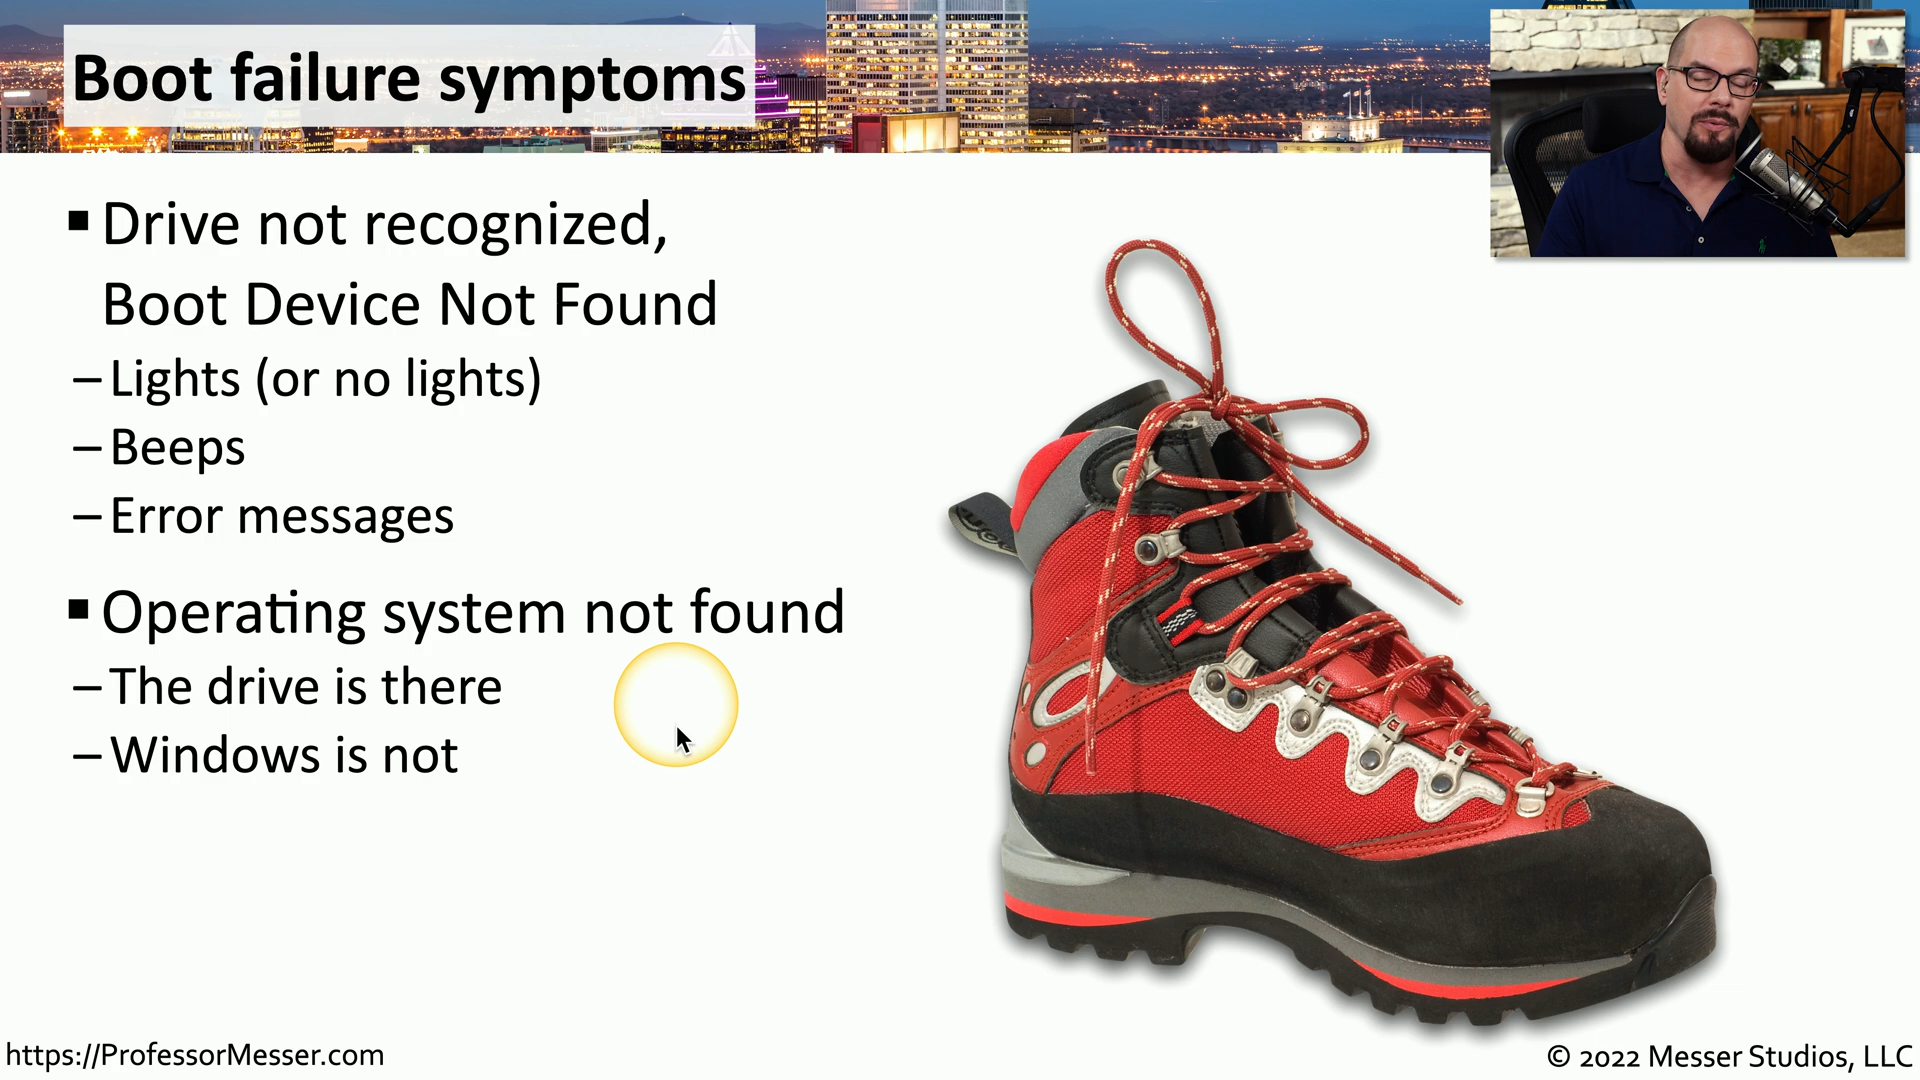 Boot failure symptoms
▪ Drive not recognized,
Boot Device Not Found
– Lights (or no lights)
– Beeps
– Error messages
▪ Operating system not found
– The drive is there
– Windows is not
https://ProfessorMesser.com
© 2022 Messer Studios, LLC